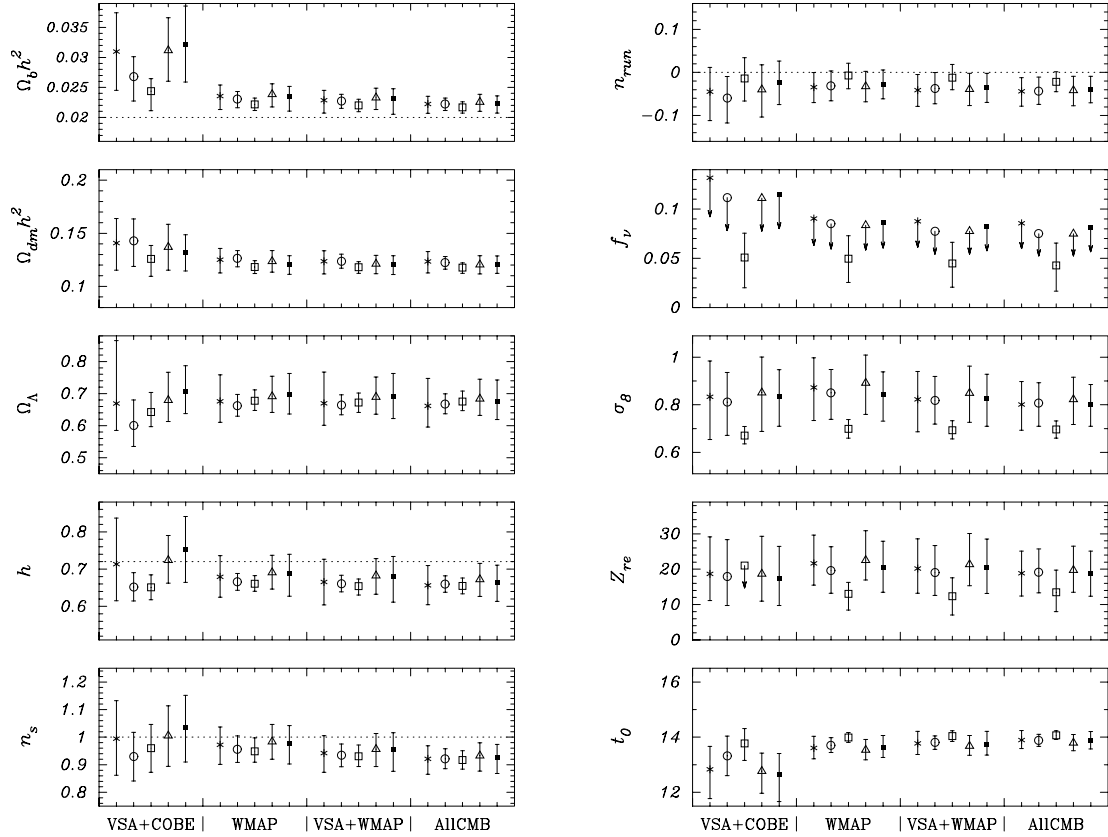 0.035
0.03
0.025
0.02
Ω_b h²
0.1
0
−0.1
n_run
0.2
0.15
0.1
Ω_dm h²
0.1
0.05
0
f_ν
0.8
0.7
0.6
0.5
Ω_Λ
1
0.8
0.6
σ_8
0.8
0.7
0.6
h
30
20
10
0
Z_re
1.2
1.1
1
0.9
0.8
n_s
16
14
12
t_0
VSA+COBE | WMAP | VSA+WMAP | AllCMB
VSA+COBE | WMAP | VSA+WMAP | AllCMB